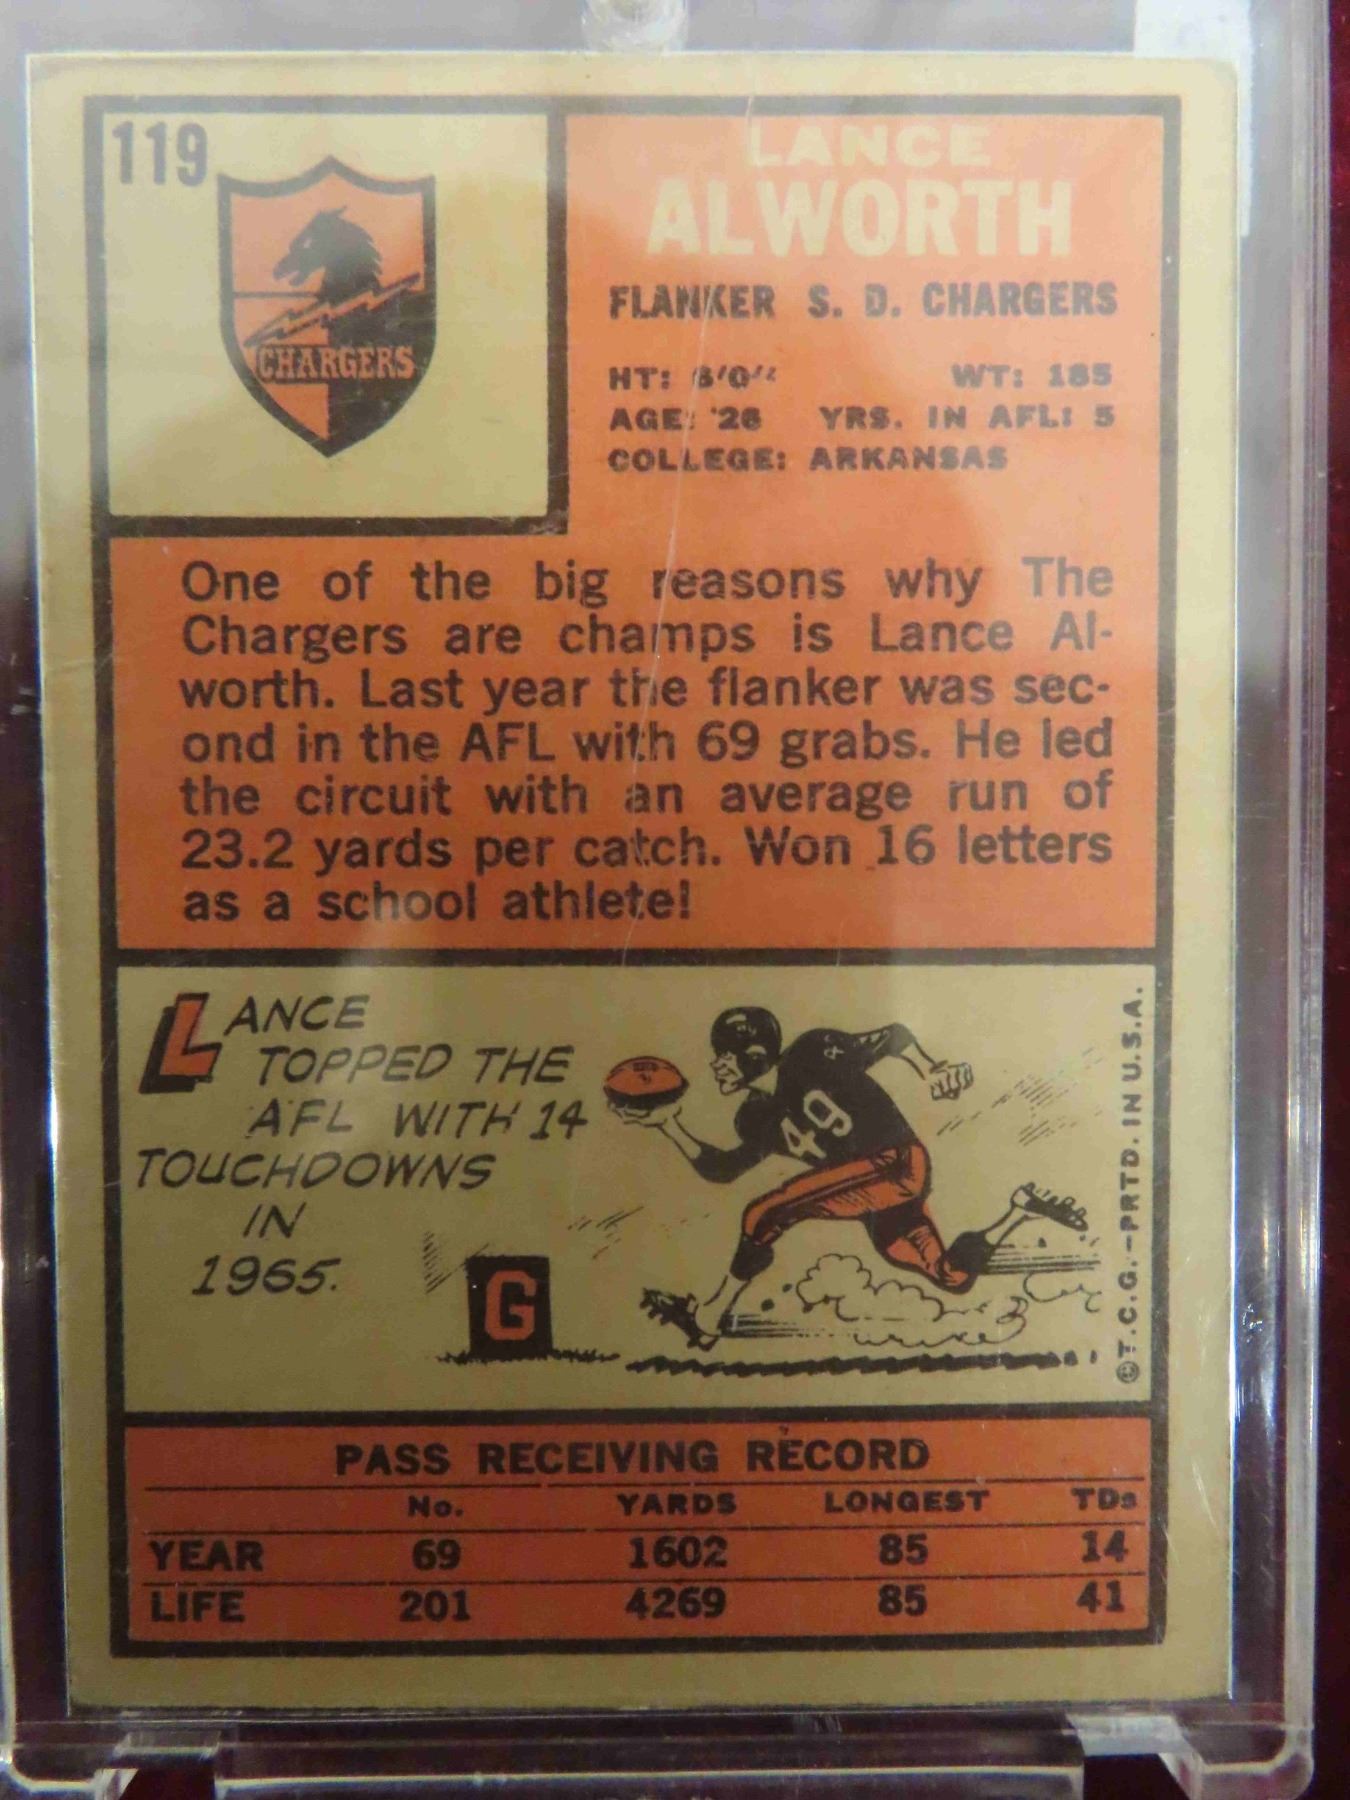 119
CHARGERS
LANCE
ALWORTH
FLANKER S. D. CHARGERS
HT: 6'0" WT: 185
AGE: '26 YRS. IN AFL: 5
COLLEGE: ARKANSAS
One of the big reasons why The
Chargers are champs is Lance Al-
worth. Last year the flanker was sec-
ond in the AFL with 69 grabs. He led
the circuit with an average run of
23.2 yards per catch. Won 16 letters
as a school athlete!
LANCE
TOPPED THE
AFL WITH 14
TOUCHDOWNS
IN
1965.
49
G
©T.C.G.-PRTD. IN U.S.A.
PASS RECEIVING RECORD
No. YARDS LONGEST TDs
YEAR 69 1602 85 14
LIFE 201 4269 85 41